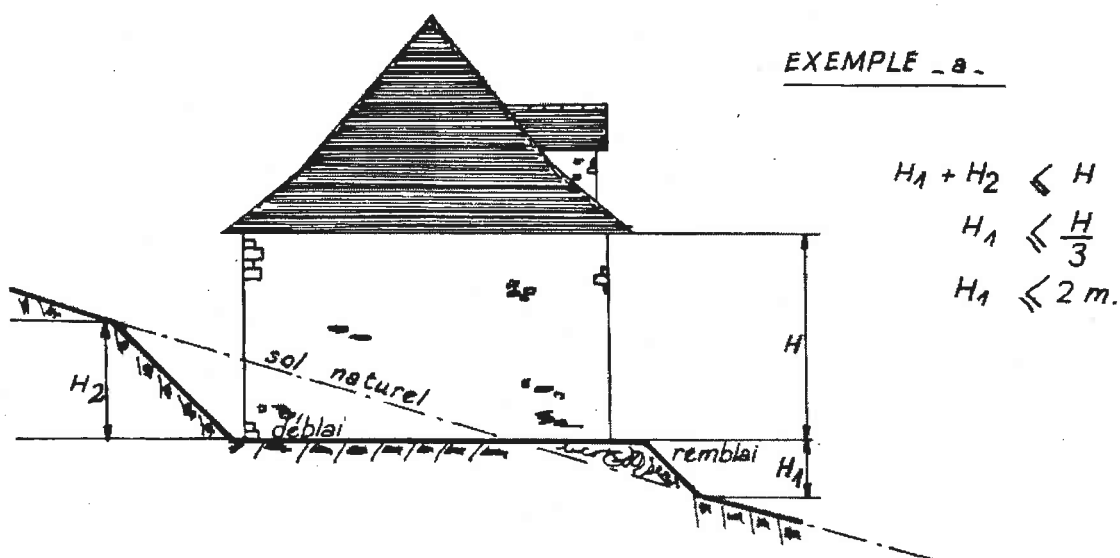 EXEMPLE _ a _
H1 + H2 ⩽ H
H1 ⩽ H/3
H1 ⩽ 2 m.
H
H2
sol naturel
déblai
remblai
H1